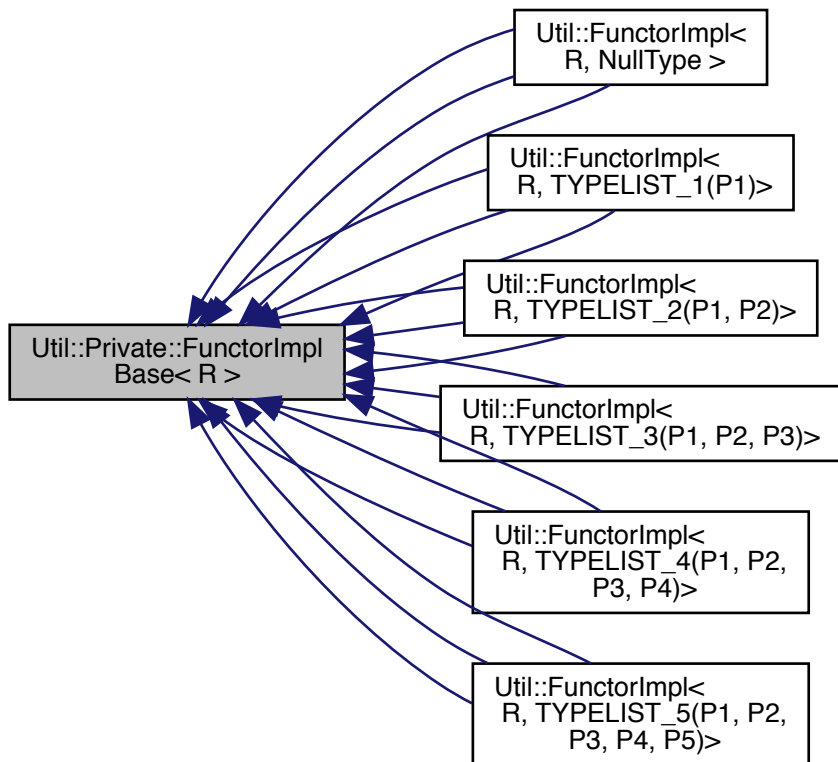 Util::FunctorImpl<
R, NullType >
Util::FunctorImpl<
R, TYPELIST_1(P1)>
Util::FunctorImpl<
R, TYPELIST_2(P1, P2)>
Util::Private::FunctorImpl
Base< R >
Util::FunctorImpl<
R, TYPELIST_3(P1, P2, P3)>
Util::FunctorImpl<
R, TYPELIST_4(P1, P2,
P3, P4)>
Util::FunctorImpl<
R, TYPELIST_5(P1, P2,
P3, P4, P5)>